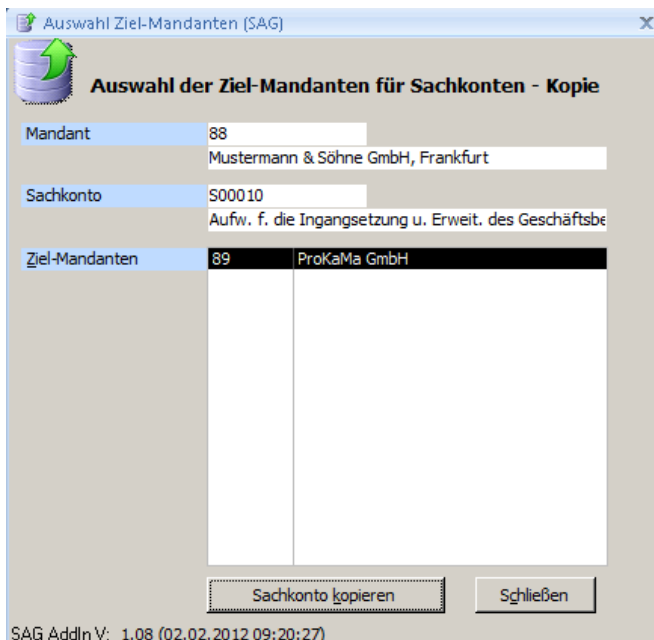 Auswahl Ziel-Mandanten (SAG) X
Auswahl der Ziel-Mandanten für Sachkonten - Kopie
Mandant 88
Mustermann & Söhne GmbH, Frankfurt
Sachkonto S00010
Aufw. f. die Ingangsetzung u. Erweit. des Geschäftsbe
Ziel-Mandanten 89 ProKaMa GmbH
Sachkonto kopieren Schließen
SAG AddIn V: 1.08 (02.02.2012 09:20:27)